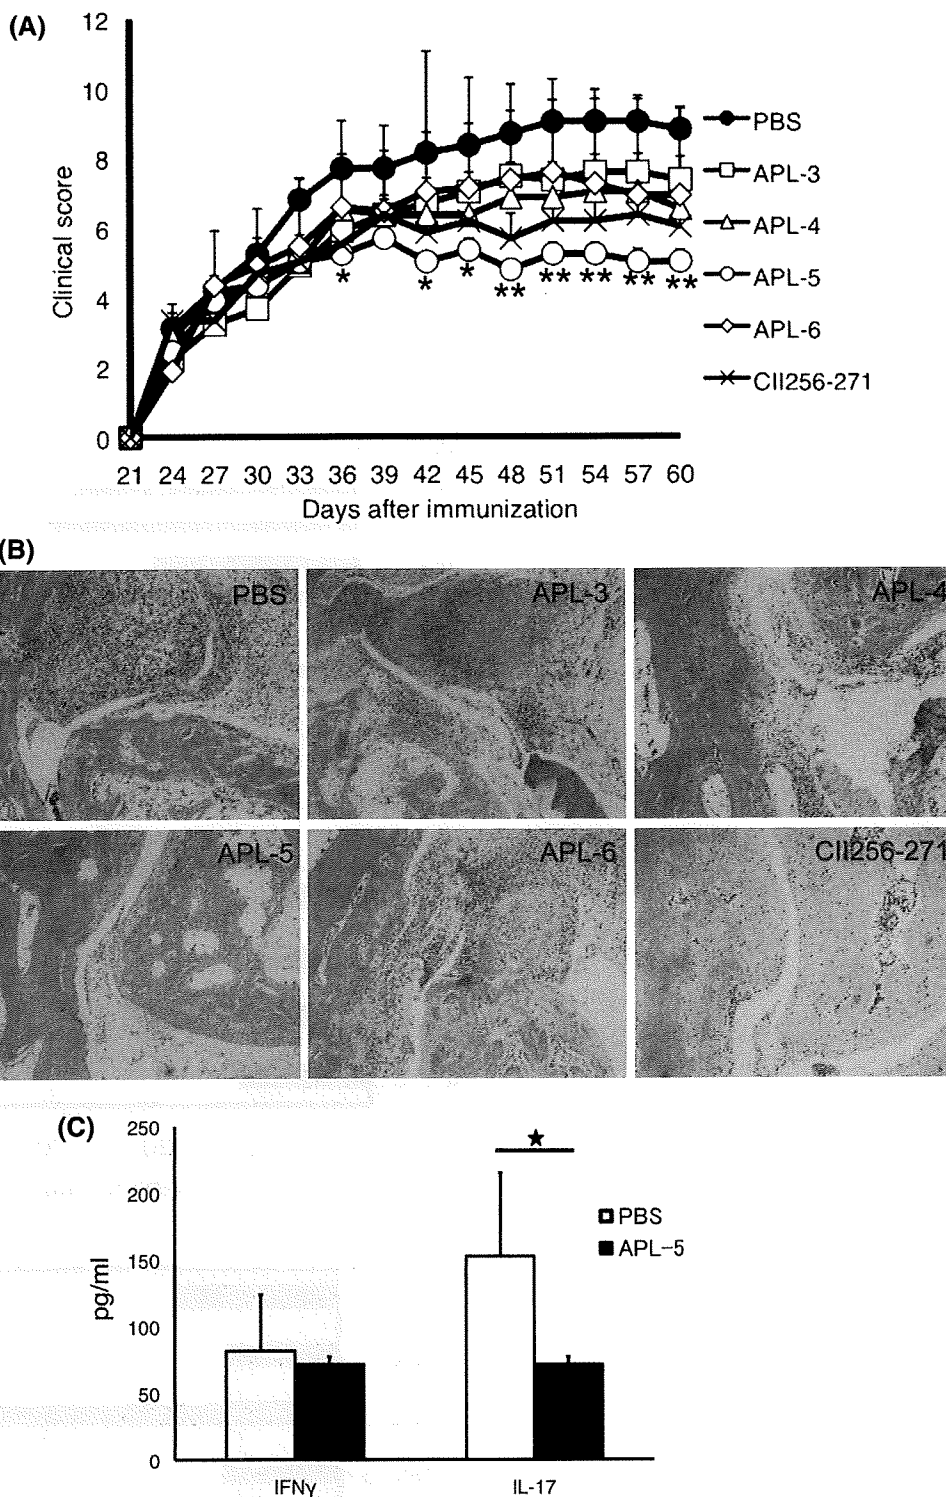 (A)
Clinical score
12
10
8
6
4
2
0
21 24 27 30 33 36 39 42 45 48 51 54 57 60
Days after immunization
* * * ** ** ** ** **
PBS
APL-3
APL-4
APL-5
APL-6
CII256-271
(B)
PBS
APL-3
APL-4
APL-5
APL-6
CII256-271
(C)
pg/ml
250
200
150
100
50
0
★
PBS
APL-5
IFNγ
IL-17